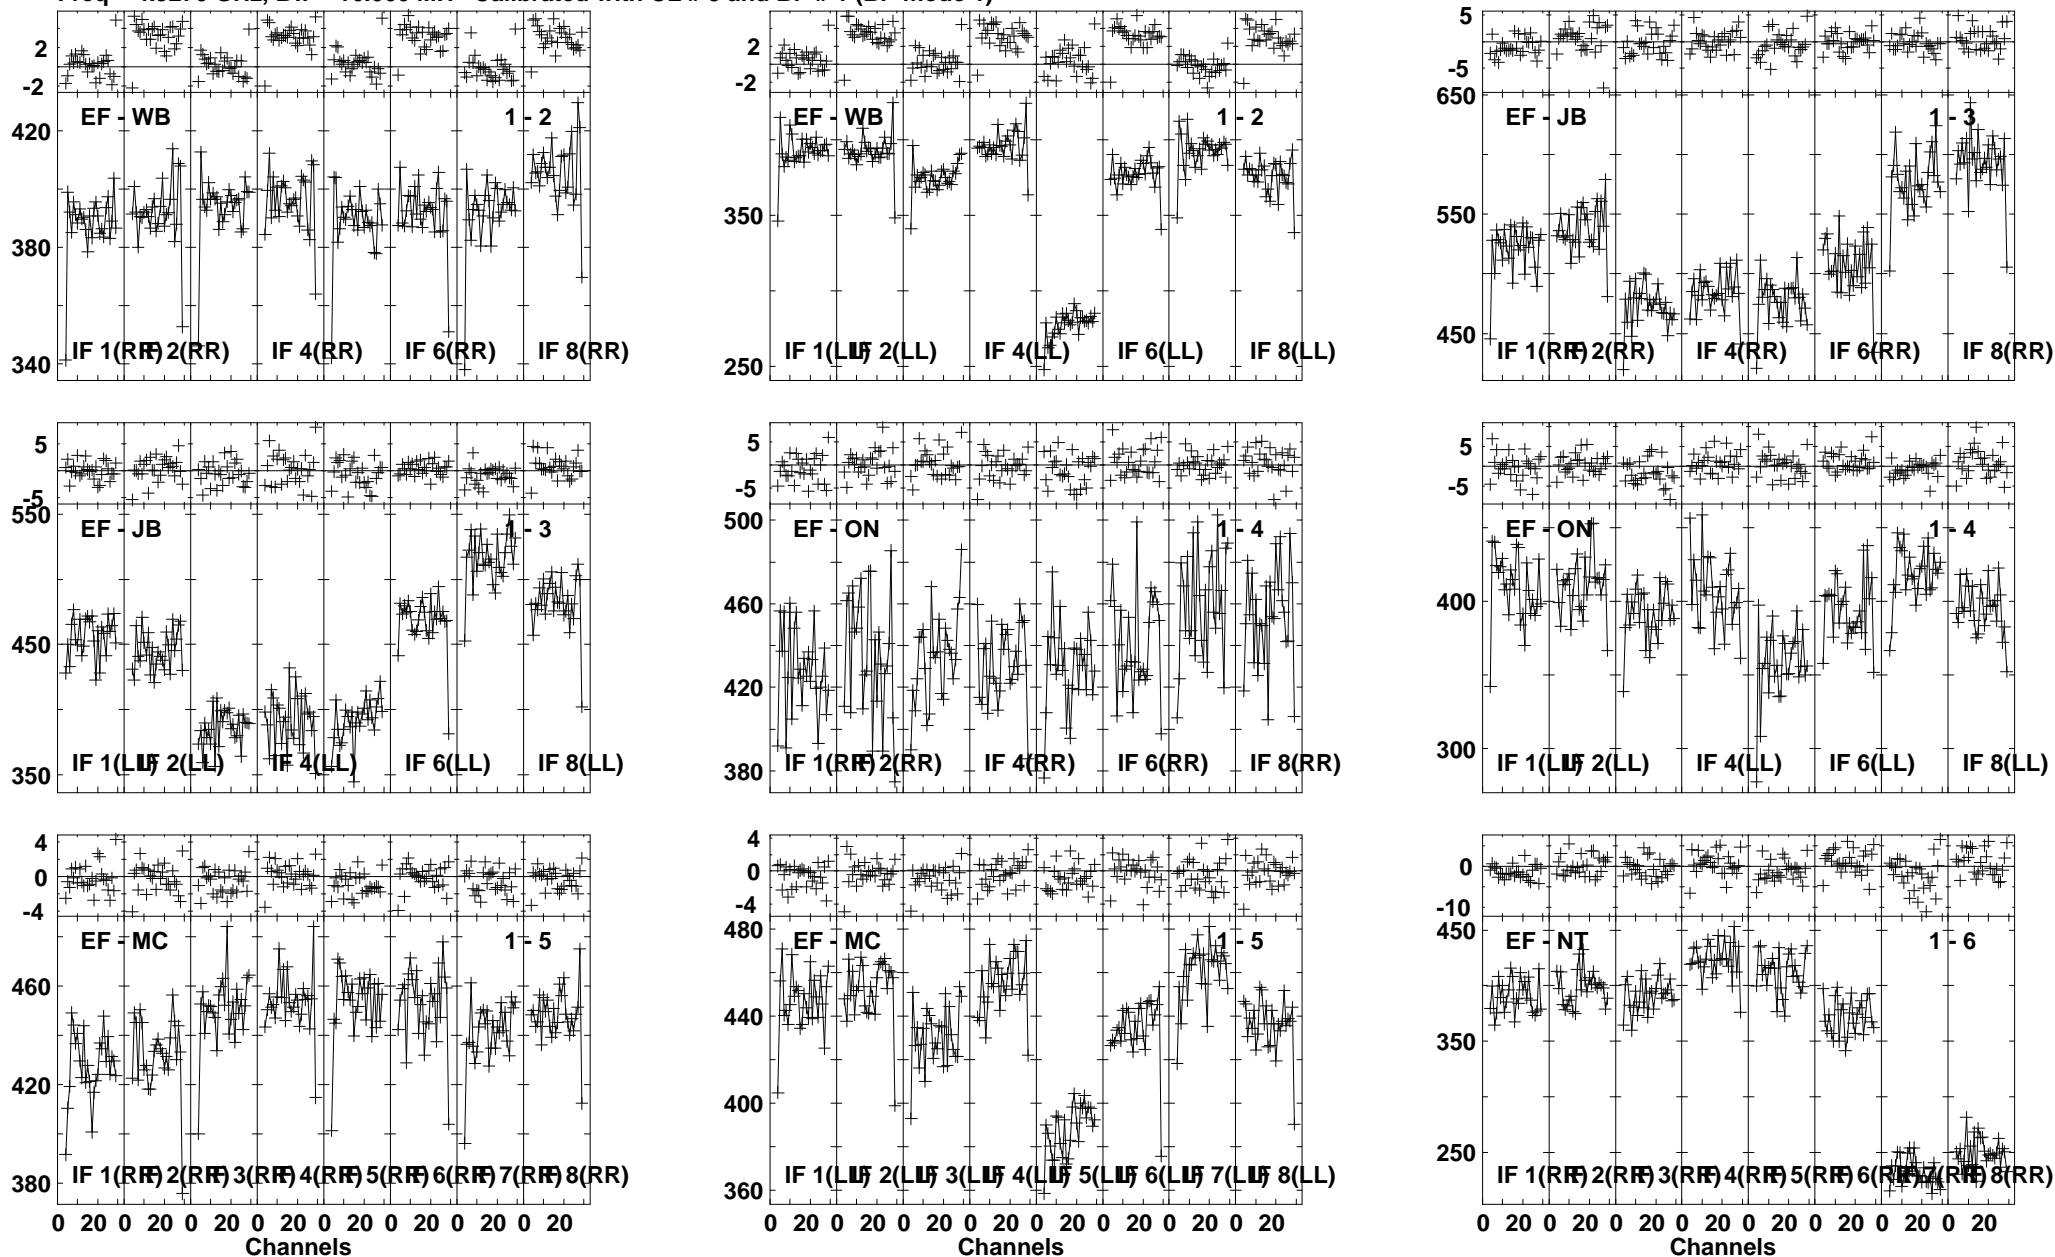 Calibrated with CL # and BP # (BP mode 1)
2
-2
EF - WB 1 - 2
420
380
340
IF 1(RR) IF 2(RR) IF 4(RR) IF 6(RR) IF 8(RR)
2
-2
EF - WB 1 - 2
350
250
IF 1(LL) IF 2(LL) IF 4(LL) IF 6(LL) IF 8(LL)
5
-5
650
EF - JB 1 - 3
550
450
IF 1(RR) IF 2(RR) IF 4(RR) IF 6(RR) IF 8(RR)
5
-5
550
EF - JB 1 - 3
450
350
IF 1(LL) IF 2(LL) IF 4(LL) IF 6(LL) IF 8(LL)
5
-5
500
EF - ON 1 - 4
460
420
380
IF 1(RR) IF 2(RR) IF 4(RR) IF 6(RR) IF 8(RR)
5
-5
EF - ON 1 - 4
400
300
IF 1(LL) IF 2(LL) IF 4(LL) IF 6(LL) IF 8(LL)
4
0
-4
EF - MC 1 - 5
460
420
380
IF 1(RR) IF 2(RR) IF 3(RR) IF 4(RR) IF 5(RR) IF 6(RR) IF 7(RR) IF 8(RR)
0 20 0 20 0 20 0 20 0 20 0 20 0 20 0 20
Channels
4
0
-4
480
EF - MC 1 - 5
440
400
360
IF 1(LL) IF 2(LL) IF 3(LL) IF 4(LL) IF 5(LL) IF 6(LL) IF 7(LL) IF 8(LL)
0 20 0 20 0 20 0 20 0 20 0 20 0 20 0 20
Channels
0
-10
450
EF - NT 1 - 6
350
250
IF 1(RR) IF 2(RR) IF 3(RR) IF 4(RR) IF 5(RR) IF 6(RR) IF 7(RR) IF 8(RR)
0 20 0 20 0 20 0 20 0 20 0 20 0 20 0 20
Channels